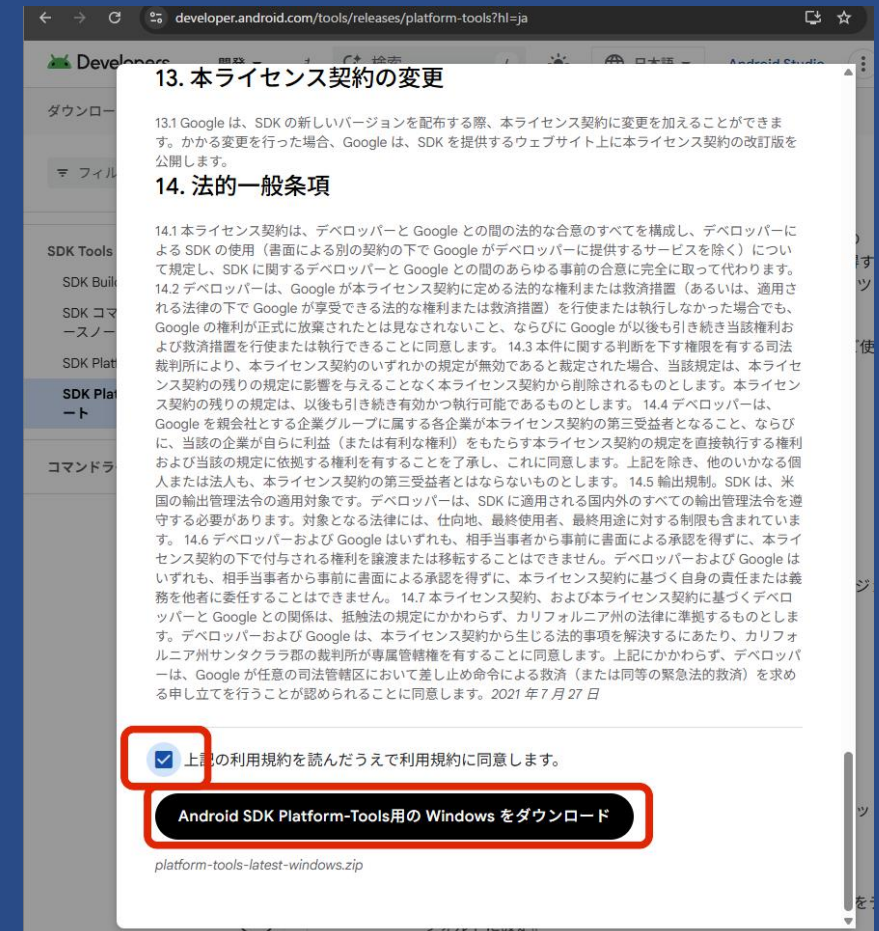 developer.android.com/tools/releases/platform-tools?hl=ja
Developers 開発 検索 / 日本語 Android Studio
ダウンロー
フィル
SDK Tools
SDK Buil
SDK コマ
ースノー
SDK Plat
SDK Plat
ート
コマンドラ
13. 本ライセンス契約の変更
13.1 Google は、SDK の新しいバージョンを配布する際、本ライセンス契約に変更を加えることができま
す。かかる変更を行った場合、Google は、SDK を提供するウェブサイト上に本ライセンス契約の改訂版を
公開します。
14. 法的一般条項
14.1 本ライセンス契約は、デベロッパーと Google との間の法的な合意のすべてを構成し、デベロッパーに
よる SDK の使用（書面による別の契約の下で Google がデベロッパーに提供するサービスを除く）につい
て規定し、SDK に関するデベロッパーと Google との間のあらゆる事前の合意に完全に取って代わります。
14.2 デベロッパーは、Google が本ライセンス契約に定める法的な権利または救済措置（あるいは、適用さ
れる法律の下で Google が享受できる法的な権利または救済措置）を行使または執行しなかった場合でも、
Google の権利が正式に放棄されたとは見なされないこと、ならびに Google が以後も引き続き当該権利お
よび救済措置を行使または執行できることに同意します。 14.3 本件に関する判断を下す権限を有する司法
裁判所により、本ライセンス契約のいずれかの規定が無効であると裁定された場合、当該規定は、本ライセ
ンス契約の残りの規定に影響を与えることなく本ライセンス契約から削除されるものとします。本ライセン
ス契約の残りの規定は、以後も引き続き有効かつ執行可能であるものとします。 14.4 デベロッパーは、
Google を親会社とする企業グループに属する各企業が本ライセンス契約の第三受益者となること、ならび
に、当該の企業が自らに利益（または有利な権利）をもたらす本ライセンス契約の規定を直接執行する権利
および当該の規定に依拠する権利を有することを了承し、これに同意します。上記を除き、他のいかなる個
人または法人も、本ライセンス契約の第三受益者とはならないものとします。 14.5 輸出規制。SDK は、米
国の輸出管理法令の適用対象です。デベロッパーは、SDK に適用される国内外のすべての輸出管理法令を遵
守する必要があります。対象となる法律には、仕向地、最終使用者、最終用途に対する制限も含まれていま
す。 14.6 デベロッパーおよび Google はいずれも、相手当事者から事前に書面による承認を得ずに、本ライ
センス契約の下で付与される権利を譲渡または移転することはできません。デベロッパーおよび Google は
いずれも、相手当事者から事前に書面による承認を得ずに、本ライセンス契約に基づく自身の責任または義
務を他者に委任することはできません。 14.7 本ライセンス契約、および本ライセンス契約に基づくデベロ
ッパーと Google との関係は、抵触法の規定にかかわらず、カリフォルニア州の法律に準拠するものとしま
す。デベロッパーおよび Google は、本ライセンス契約から生じる法的事項を解決するにあたり、カリフォ
ルニア州サンタクララ郡の裁判所が専属管轄権を有することに同意します。上記にかかわらず、デベロッパ
ーは、Google が任意の司法管轄区において差し止め命令による救済（または同等の緊急法的救済）を求め
る申し立てを行うことが認められることに同意します。2021 年 7 月 27 日
上記の利用規約を読んだうえで利用規約に同意します。
Android SDK Platform-Tools用の Windows をダウンロード
platform-tools-latest-windows.zip